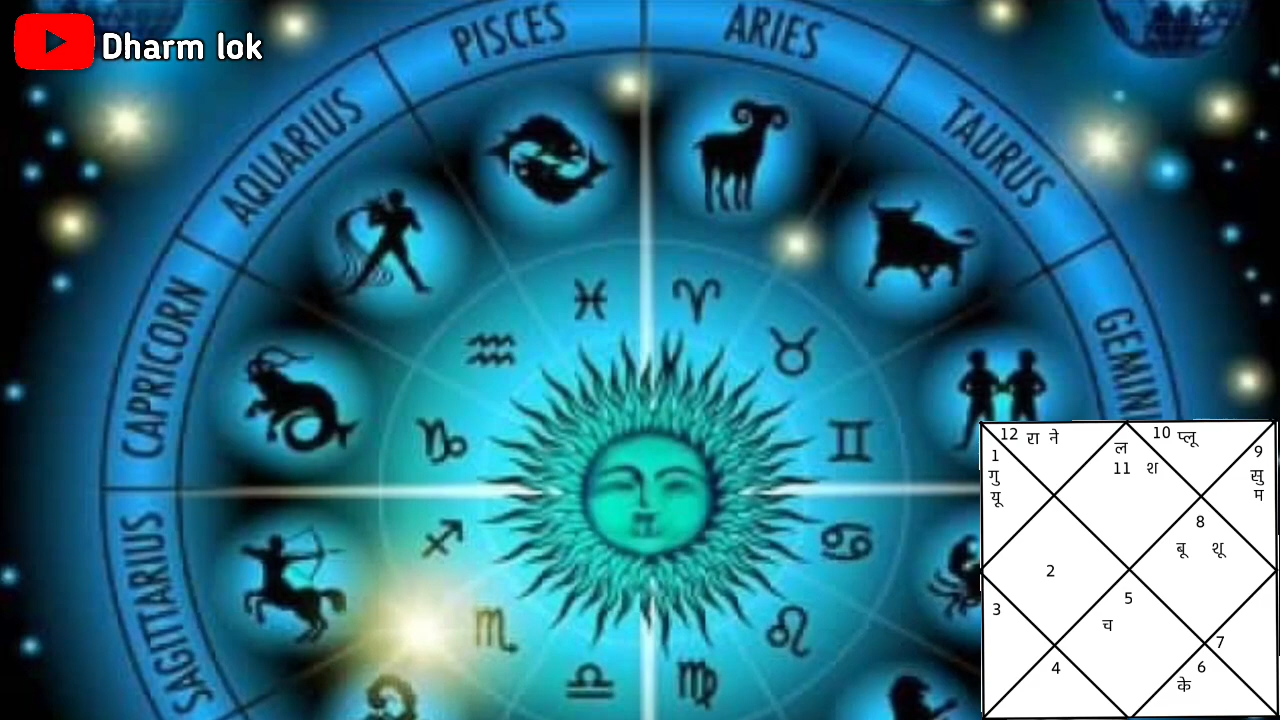 Dharm lok
PISCES
ARIES
AQUARIUS
TAURUS
CAPRICORN
GEMINI
SAGITTARIUS
12 रा ने
ल
11 श
10 प्लू
1
गु
यू
9
सु
म
8
बू शू
2
3
5
च
4
7
6
के